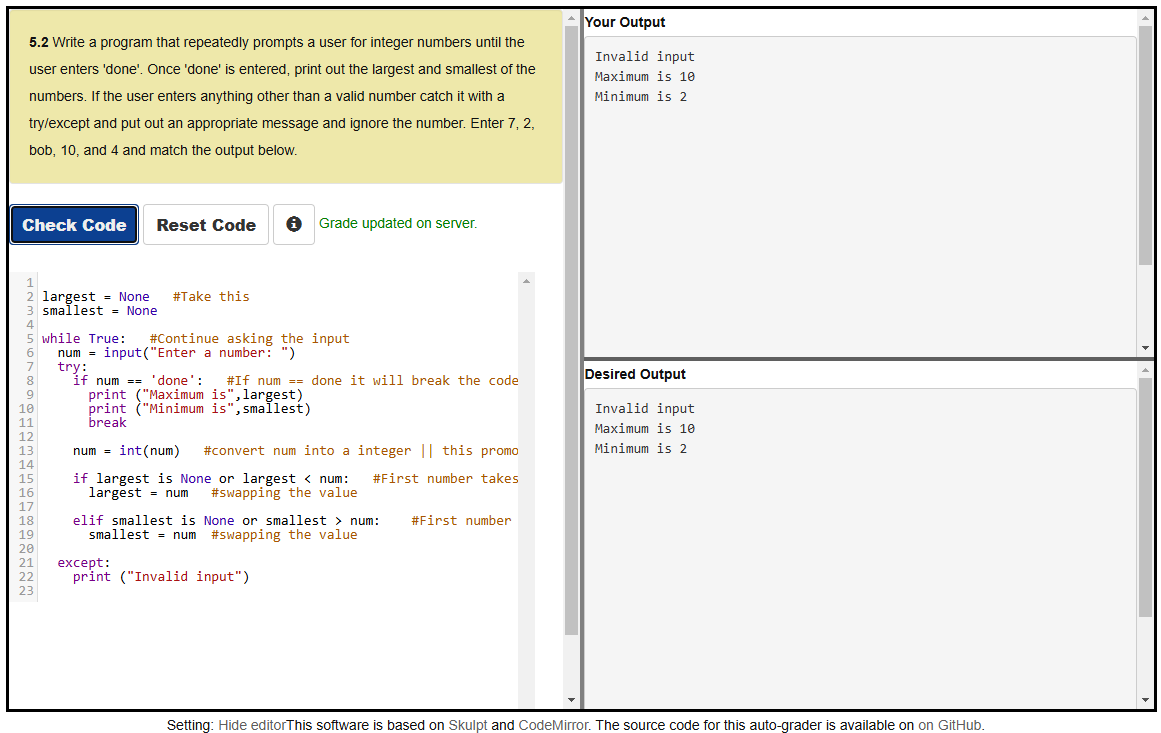 5.2 Write a program that repeatedly prompts a user for integer numbers until the
user enters 'done'. Once 'done' is entered, print out the largest and smallest of the
numbers. If the user enters anything other than a valid number catch it with a
try/except and put out an appropriate message and ignore the number. Enter 7, 2,
bob, 10, and 4 and match the output below.
Check Code Reset Code Grade updated on server.
1
2 largest = None   #Take this
3 smallest = None
4
5 while True:   #Continue asking the input
6   num = input("Enter a number: ")
7   try:
8     if num == 'done':   #If num == done it will break the code
9       print ("Maximum is",largest)
10       print ("Minimum is",smallest)
11       break
12
13     num = int(num)   #convert num into a integer || this promo
14
15     if largest is None or largest < num:   #First number takes
16       largest = num   #swapping the value
17
18     elif smallest is None or smallest > num:    #First number
19       smallest = num  #swapping the value
20
21   except:
22     print ("Invalid input")
23
Your Output
Invalid input
Maximum is 10
Minimum is 2
Desired Output
Invalid input
Maximum is 10
Minimum is 2
Setting: Hide editorThis software is based on Skulpt and CodeMirror. The source code for this auto-grader is available on on GitHub.